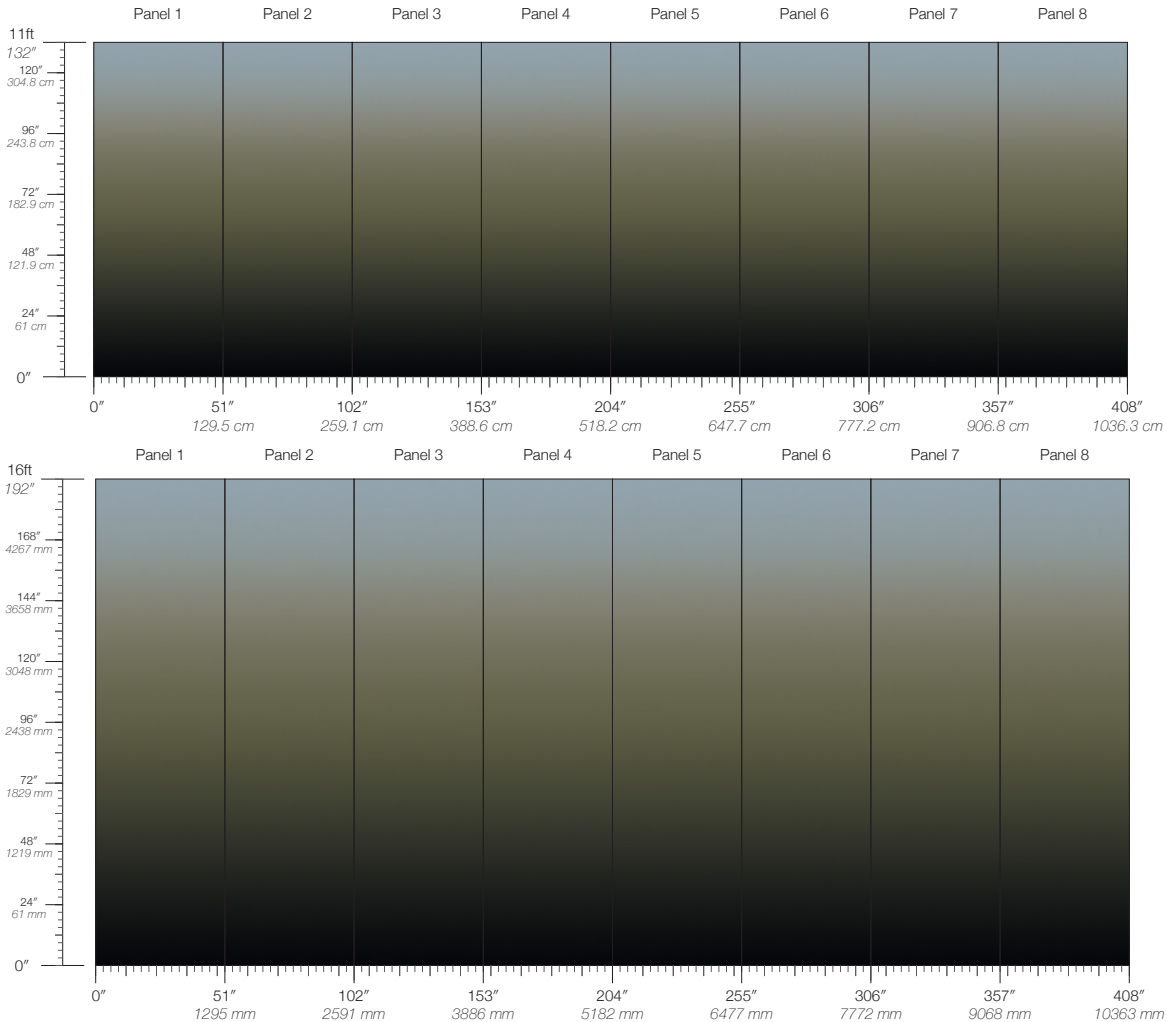 Panel 1 Panel 2 Panel 3 Panel 4 Panel 5 Panel 6 Panel 7 Panel 8
11ft
132″
120″
304.8 cm
96″
243.8 cm
72″
182.9 cm
48″
121.9 cm
24″
61 cm
0″
0″ 51″ 102″ 153″ 204″ 255″ 306″ 357″ 408″
129.5 cm 259.1 cm 388.6 cm 518.2 cm 647.7 cm 777.2 cm 906.8 cm 1036.3 cm
Panel 1 Panel 2 Panel 3 Panel 4 Panel 5 Panel 6 Panel 7 Panel 8
16ft
192″
168″
4267 mm
144″
3658 mm
120″
3048 mm
96″
2438 mm
72″
1829 mm
48″
1219 mm
24″
61 mm
0″
0″ 51″ 102″ 153″ 204″ 255″ 306″ 357″ 408″
1295 mm 2591 mm 3886 mm 5182 mm 6477 mm 7772 mm 9068 mm 10363 mm